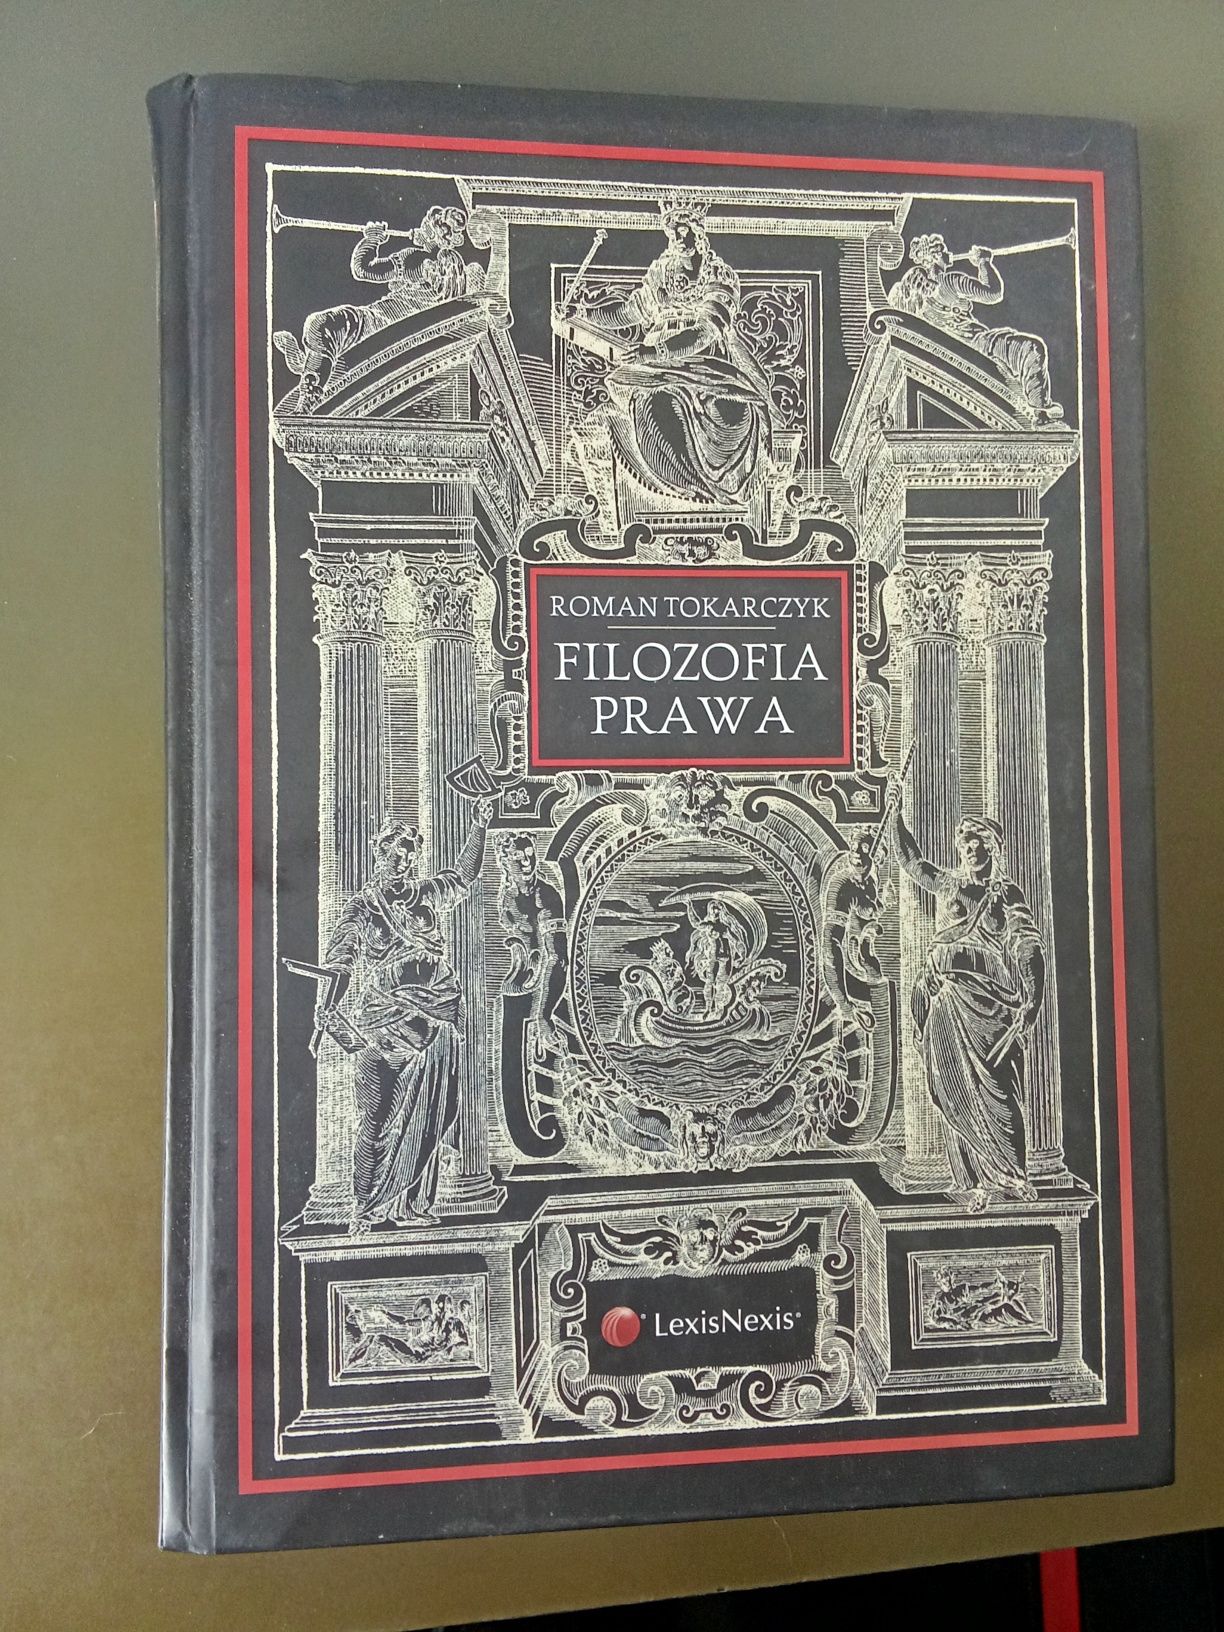 ROMAN TOKARCZYK
FILOZOFIA
PRAWA
LexisNexis®